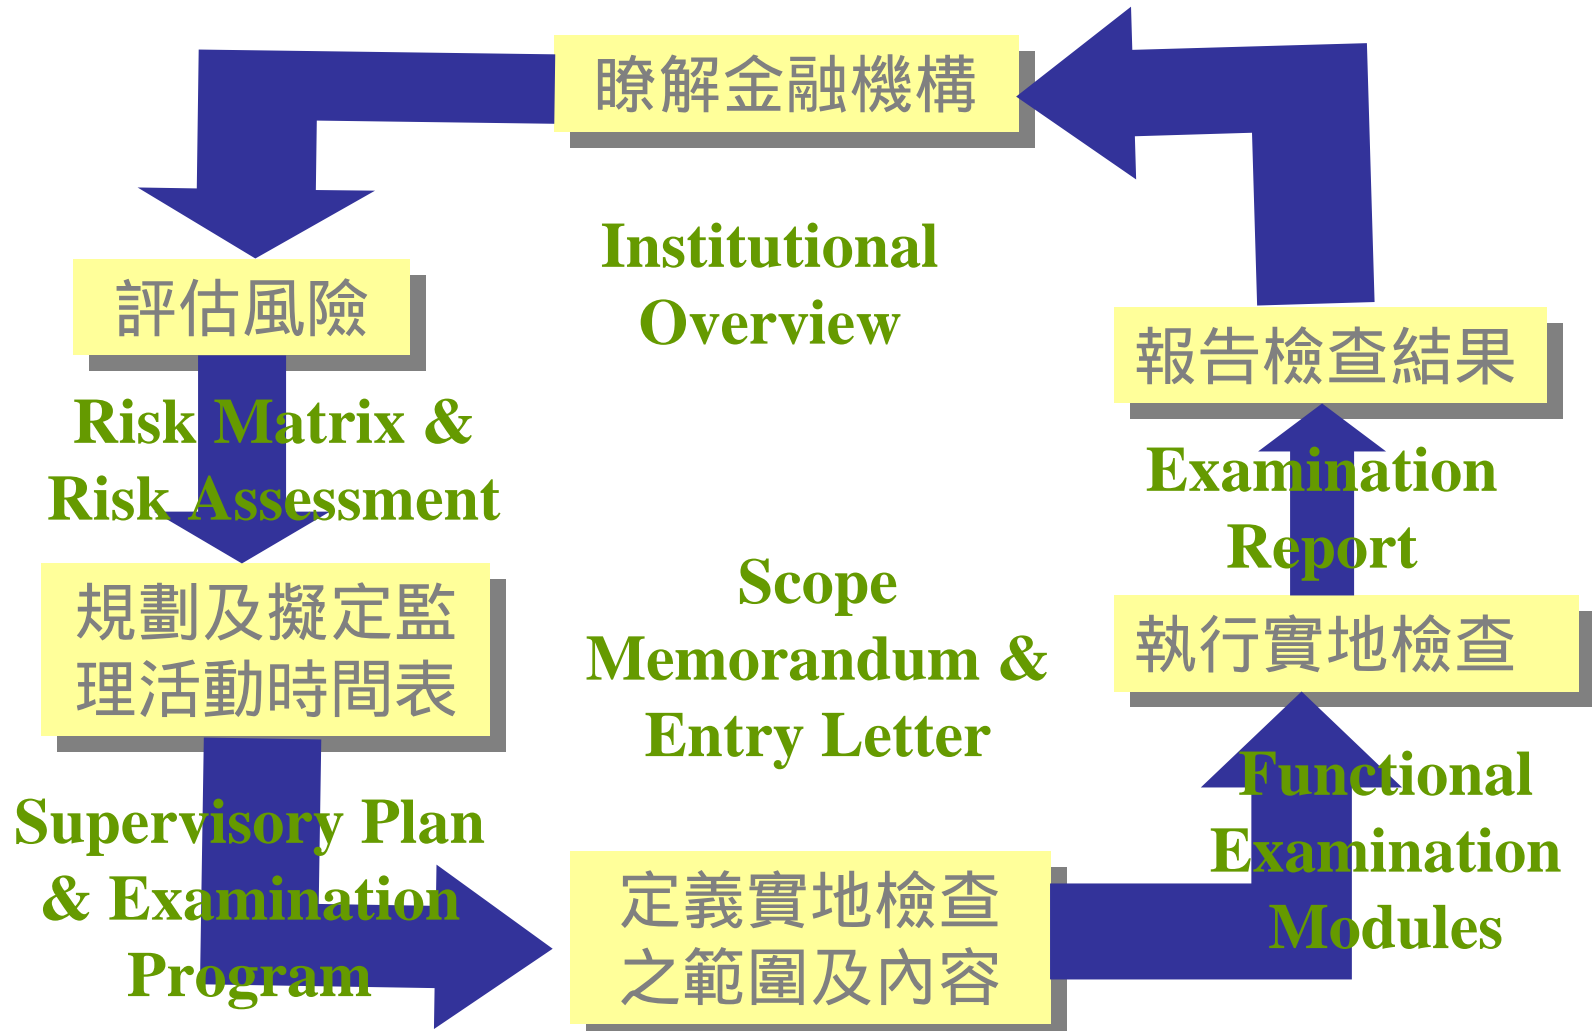 瞭解金融機構
Institutional
Overview
評估風險
Risk Matrix &
Risk Assessment
規劃及擬定監
理活動時間表
Supervisory Plan
& Examination
Program
Scope
Memorandum &
Entry Letter
定義實地檢查
之範圍及內容
Functional
Examination
Modules
執行實地檢查
Examination
Report
報告檢查結果